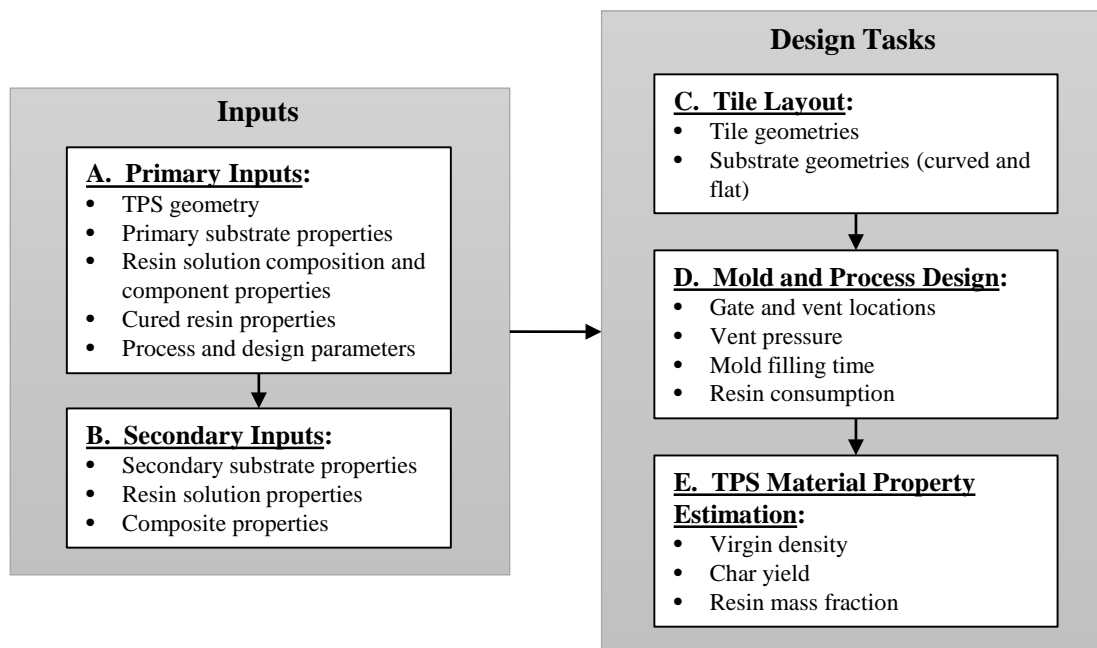 Inputs
A. Primary Inputs:
• TPS geometry
• Primary substrate properties
• Resin solution composition and
component properties
• Cured resin properties
• Process and design parameters
B. Secondary Inputs:
• Secondary substrate properties
• Resin solution properties
• Composite properties
Design Tasks
C. Tile Layout:
• Tile geometries
• Substrate geometries (curved and
flat)
D. Mold and Process Design:
• Gate and vent locations
• Vent pressure
• Mold filling time
• Resin consumption
E. TPS Material Property
Estimation:
• Virgin density
• Char yield
• Resin mass fraction